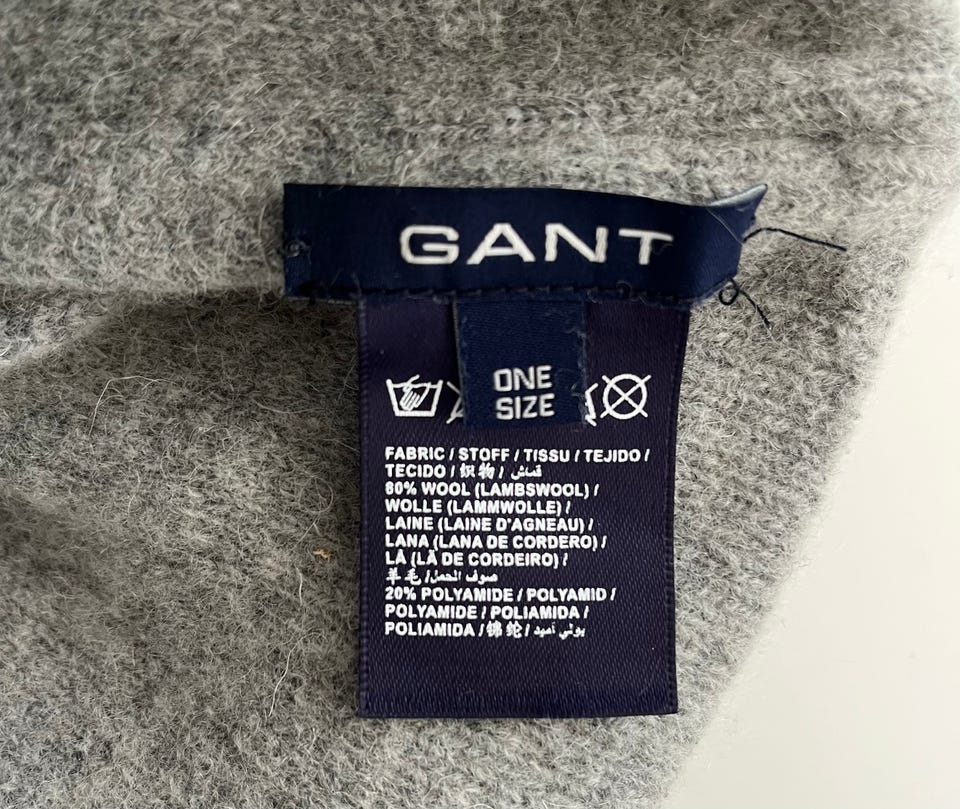 GANT
ONE
SIZE
FABRIC / STOFF / TISSU / TEJIDO /
TECIDO / 织物 / قماش
80% WOOL (LAMBSWOOL) /
WOLLE (LAMMWOLLE) /
LAINE (LAINE D'AGNEAU) /
LANA (LANA DE CORDERO) /
LÃ (LÃ DE CORDEIRO) /
羊毛 / صوف الحمل
20% POLYAMIDE / POLYAMID /
POLYAMIDE / POLIAMIDA /
POLIAMIDA / 锦纶 / بولي أميد